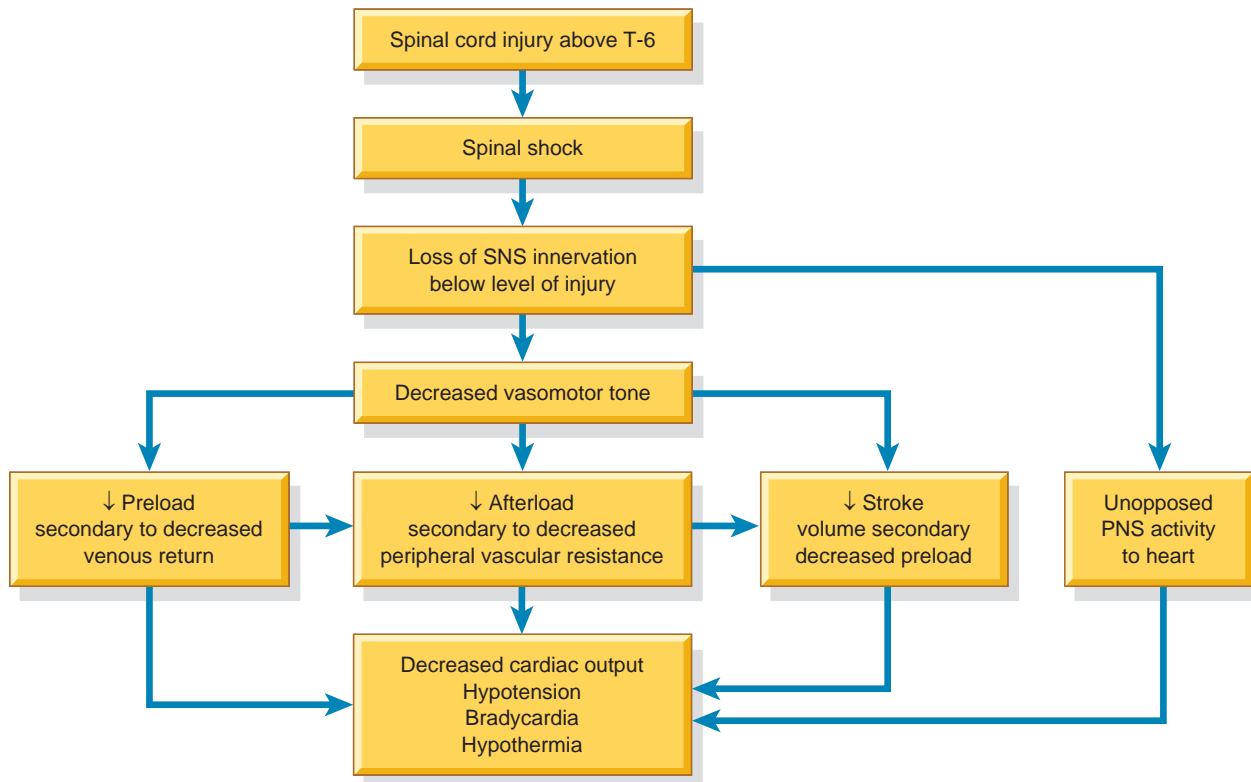 Spinal cord injury above T-6
Spinal shock
Loss of SNS innervation
below level of injury
Decreased vasomotor tone
↓ Preload
secondary to decreased
venous return
↓ Afterload
secondary to decreased
peripheral vascular resistance
↓ Stroke
volume secondary
decreased preload
Unopposed
PNS activity
to heart
Decreased cardiac output
Hypotension
Bradycardia
Hypothermia